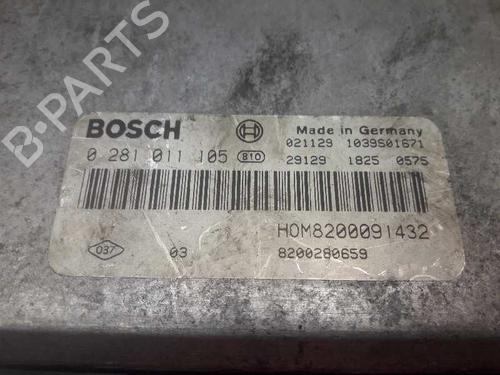 BOSCH
Made in Germany
021129 1039S01671
0 281 011 105 810
29129 1825 0575
HOM8200091432
037 03 8200280659
B-PARTS